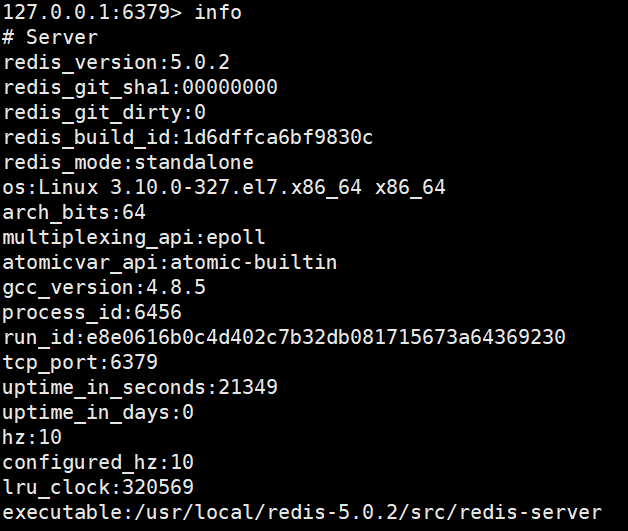 127.0.0.1:6379> info
# Server
redis_version:5.0.2
redis_git_sha1:00000000
redis_git_dirty:0
redis_build_id:1d6dffca6bf9830c
redis_mode:standalone
os:Linux 3.10.0-327.el7.x86_64 x86_64
arch_bits:64
multiplexing_api:epoll
atomicvar_api:atomic-builtin
gcc_version:4.8.5
process_id:6456
run_id:e8e0616b0c4d402c7b32db081715673a64369230
tcp_port:6379
uptime_in_seconds:21349
uptime_in_days:0
hz:10
configured_hz:10
lru_clock:320569
executable:/usr/local/redis-5.0.2/src/redis-server